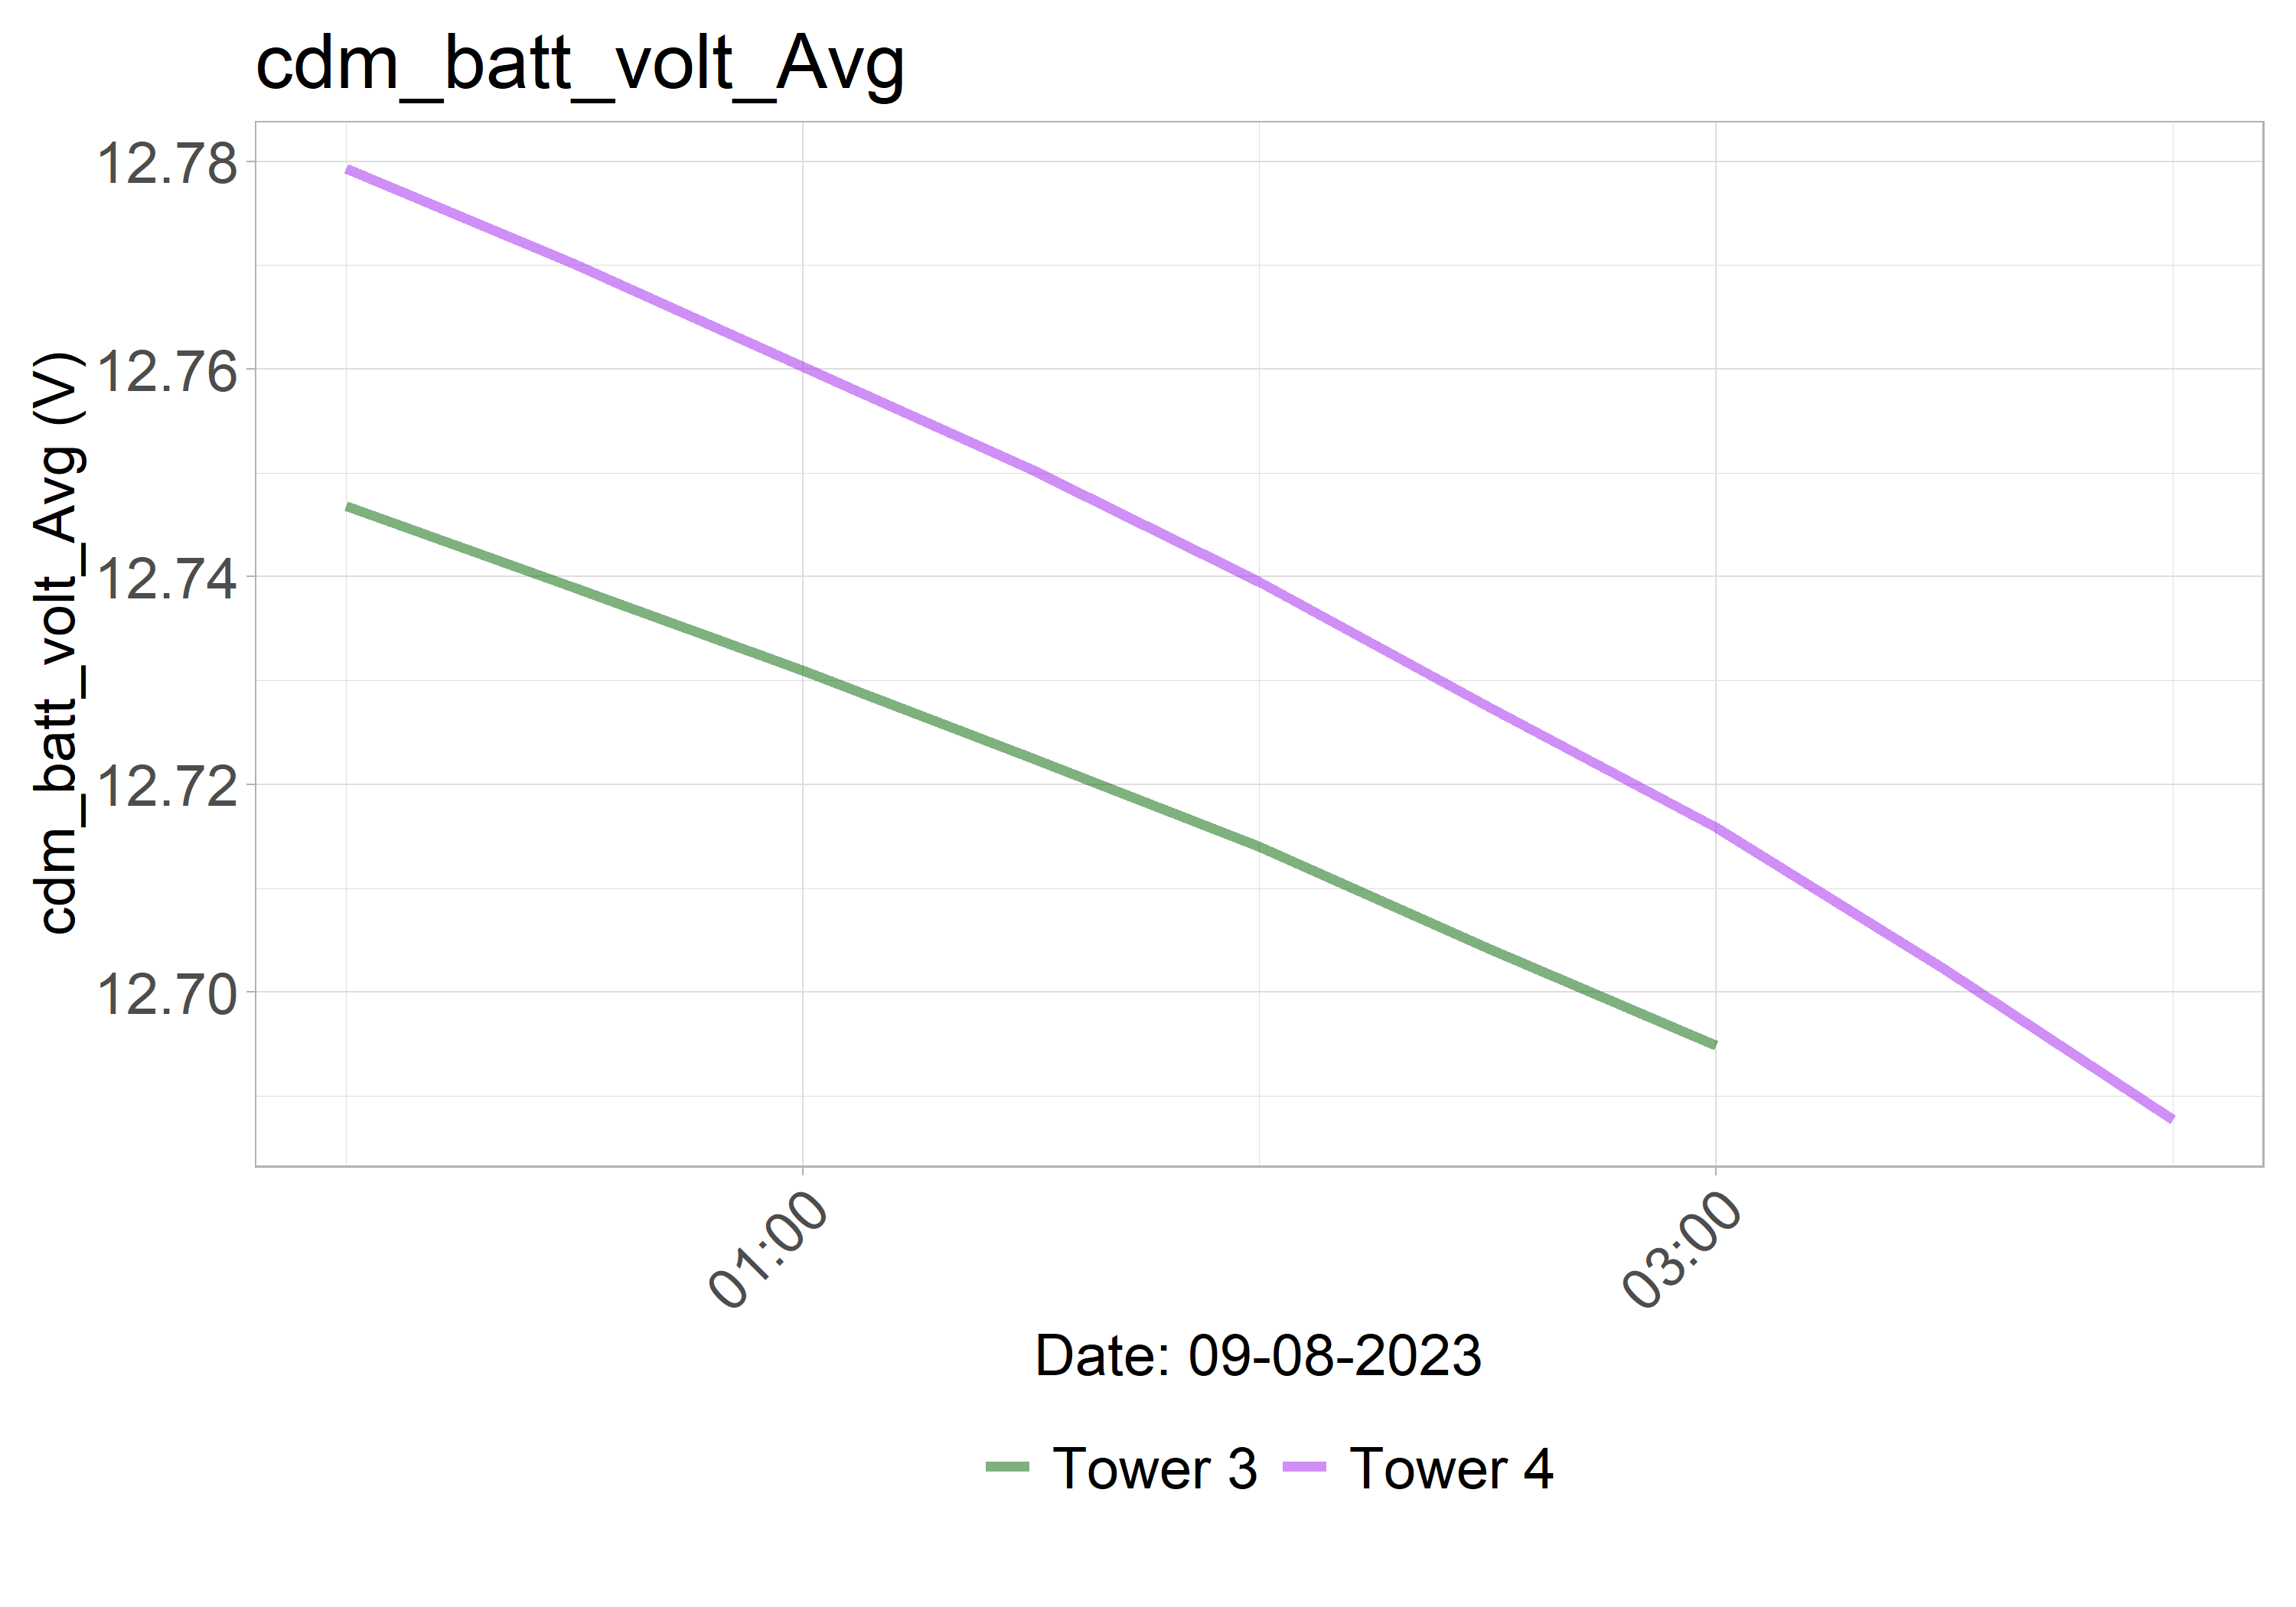 cdm_batt_volt_Avg
cdm_batt_volt_Avg (V)
12.78
12.76
12.74
12.72
12.70
01:00
03:00
Date: 09-08-2023
Tower 3
Tower 4